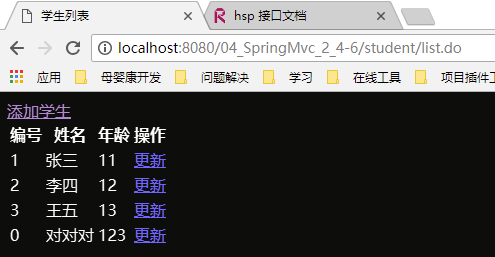 学生列表 hsp 接口文档
localhost:8080/04_SpringMvc_2_4-6/student/list.do
应用 母婴康开发 问题解决 学习 在线工具 项目插件工
添加学生
编号 姓名 年龄 操作
1 张三 11 更新
2 李四 12 更新
3 王五 13 更新
0 对对对 123 更新